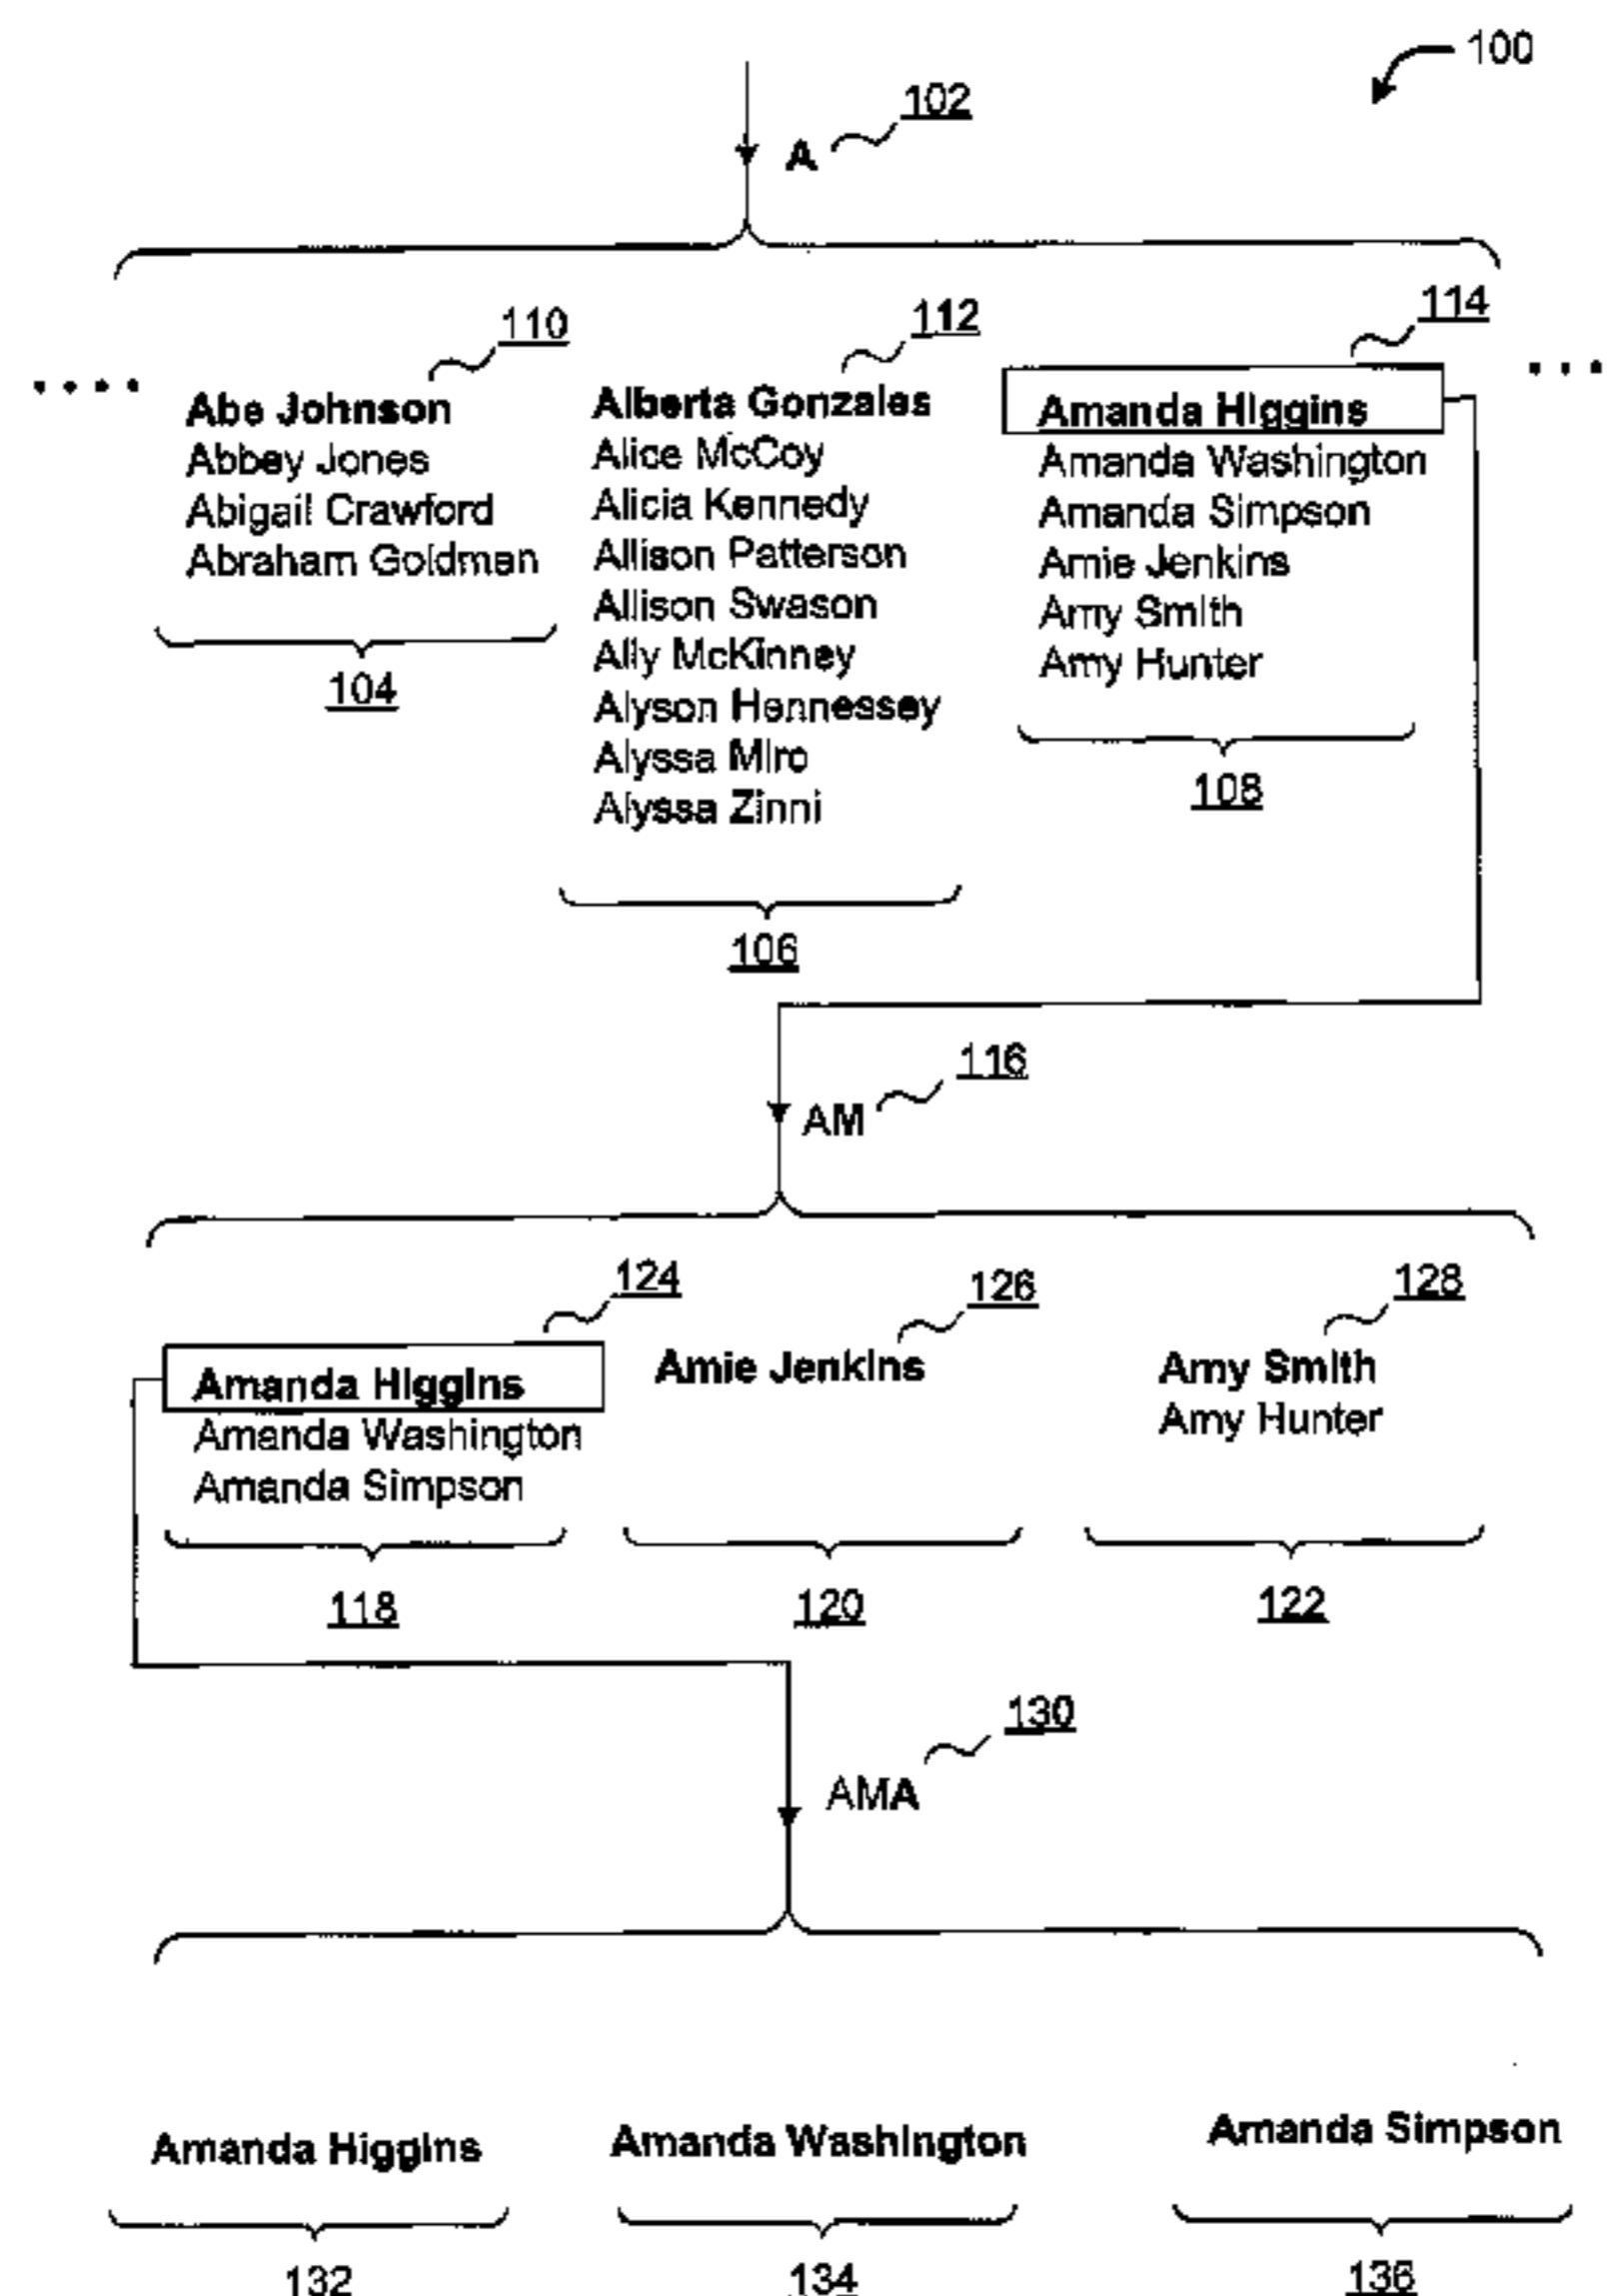 100
102
A
110
112
114
Abe Johnson
Abbey Jones
Abigail Crawford
Abraham Goldman
104
Alberta Gonzales
Alice McCoy
Alicia Kennedy
Allison Patterson
Allison Swason
Ally McKinney
Alyson Hennessey
Alyssa Miro
Alyssa Zinni
106
Amanda Higgins
Amanda Washington
Amanda Simpson
Amie Jenkins
Amy Smith
Amy Hunter
108
116
AM
124
126
128
Amanda Higgins
Amanda Washington
Amanda Simpson
118
Amie Jenkins
120
Amy Smith
Amy Hunter
122
130
AMA
Amanda Higgins
132
Amanda Washington
134
Amanda Simpson
136